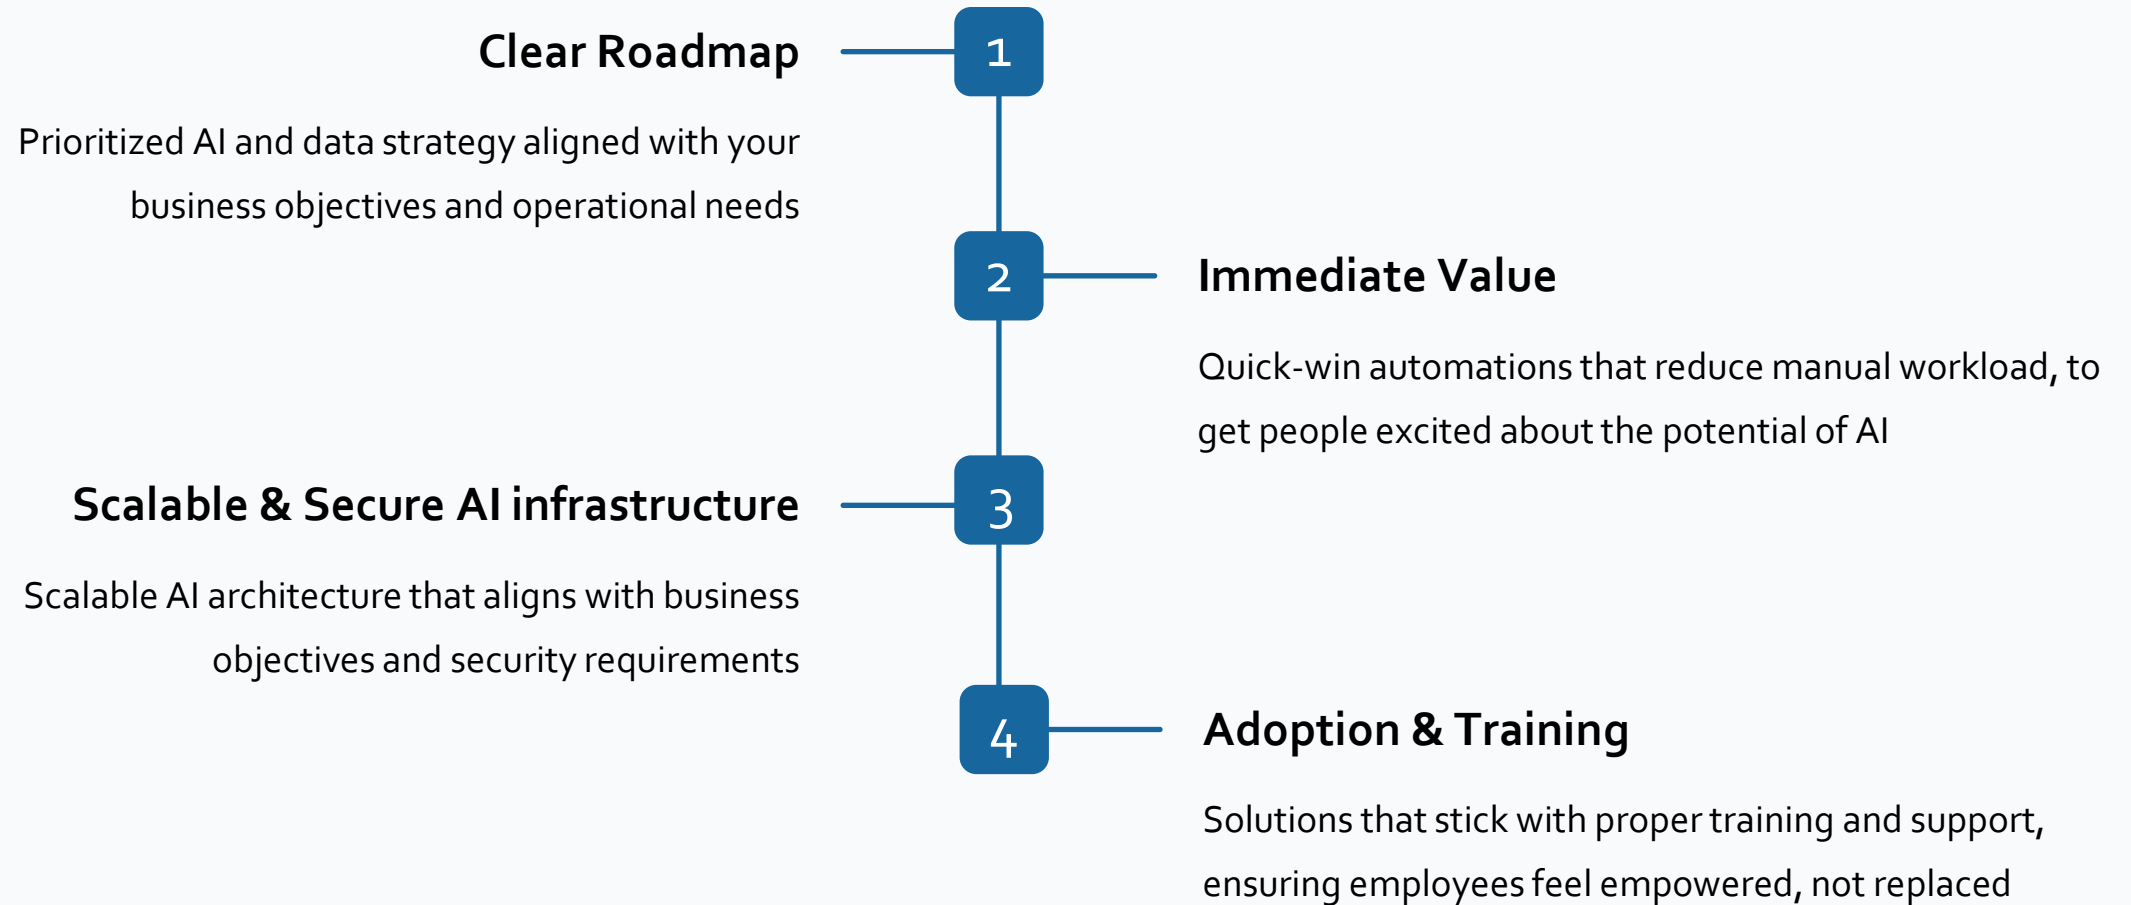 Clear Roadmap
1
Prioritized AI and data strategy aligned with your
business objectives and operational needs
2
Immediate Value
Quick-win automations that reduce manual workload, to
get people excited about the potential of AI
Scalable & Secure AI infrastructure
3
Scalable AI architecture that aligns with business
objectives and security requirements
4
Adoption & Training
Solutions that stick with proper training and support,
ensuring employees feel empowered, not replaced